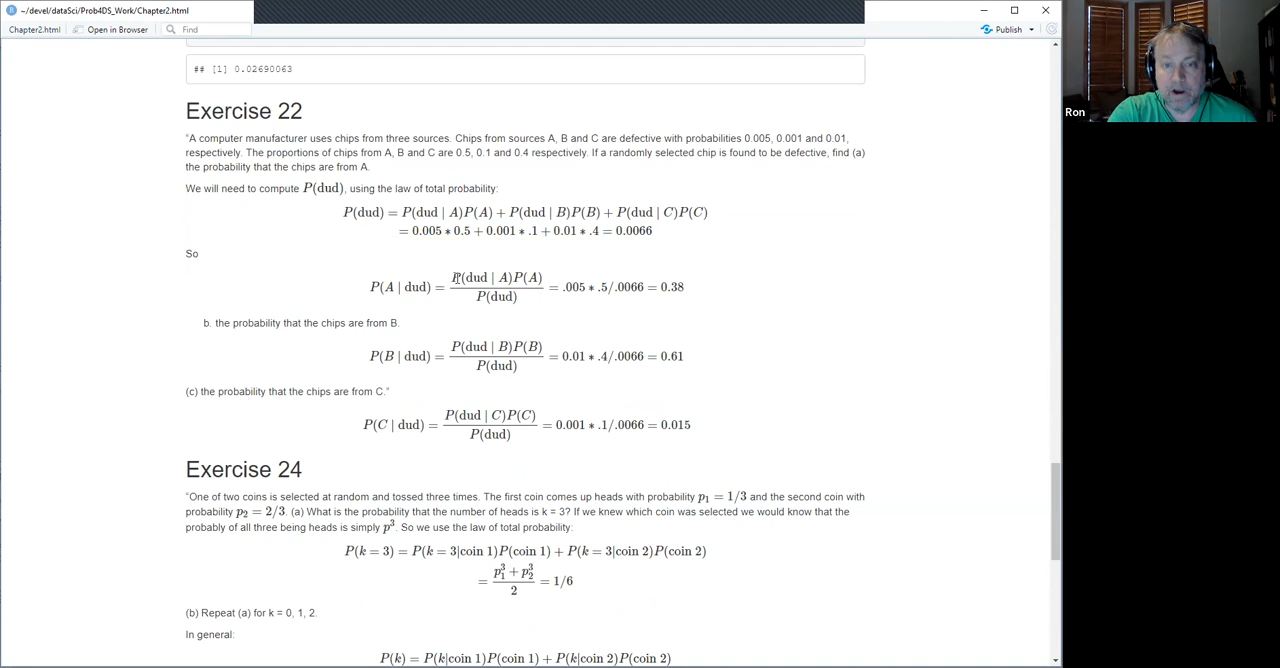 ~/devel/dataSci/Prob4DS_Work/Chapter2.html
Chapter2.html | Open in Browser | Find
Publish
## [1] 0.02690063
Exercise 22
"A computer manufacturer uses chips from three sources. Chips from sources A, B and C are defective with probabilities 0.005, 0.001 and 0.01,
respectively. The proportions of chips from A, B and C are 0.5, 0.1 and 0.4 respectively. If a randomly selected chip is found to be defective, find (a)
the probability that the chips are from A.
We will need to compute P(dud), using the law of total probability:
P(dud) = P(dud | A)P(A) + P(dud | B)P(B) + P(dud | C)P(C)
= 0.005 * 0.5 + 0.001 * .1 + 0.01 * .4 = 0.0066
So
P(A | dud) = P(dud | A)P(A) / P(dud) = .005 * .5/.0066 = 0.38
b. the probability that the chips are from B.
P(B | dud) = P(dud | B)P(B) / P(dud) = 0.01 * .4/.0066 = 0.61
(c) the probability that the chips are from C."
P(C | dud) = P(dud | C)P(C) / P(dud) = 0.001 * .1/.0066 = 0.015
Exercise 24
"One of two coins is selected at random and tossed three times. The first coin comes up heads with probability p₁ = 1/3 and the second coin with
probability p₂ = 2/3. (a) What is the probability that the number of heads is k = 3? If we knew which coin was selected we would know that the
probably of all three being heads is simply p³. So we use the law of total probability:
P(k = 3) = P(k = 3|coin 1)P(coin 1) + P(k = 3|coin 2)P(coin 2)
= p₁³ + p₂³ / 2 = 1/6
(b) Repeat (a) for k = 0, 1, 2.
In general:
P(k) = P(k|coin 1)P(coin 1) + P(k|coin 2)P(coin 2)
Ron